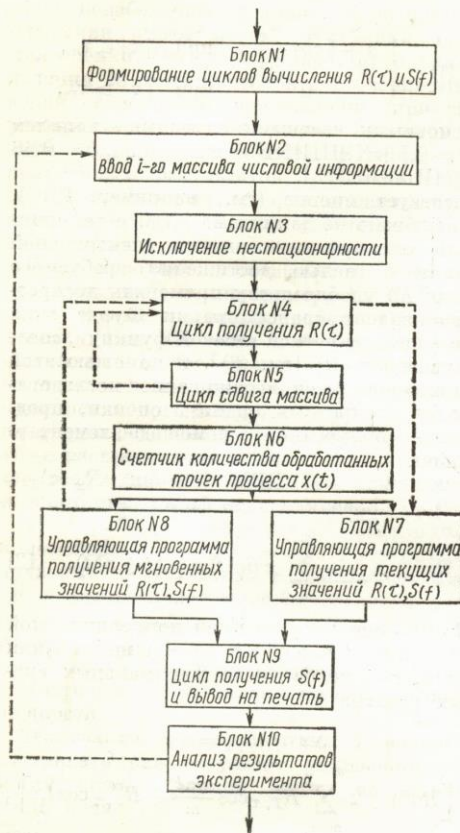 Блок N1
Формирование циклов вычисления R(τ) и S(f)
Блок N2
Ввод i-го массива числовой информации
Блок N3
Исключение нестационарности
Блок N4
Цикл получения R(τ)
Блок N5
Цикл сдвига массива
Блок N6
Счетчик количества обработанных
точек процесса x(t)
Блок N8
Управляющая программа
получения мгновенных
значений R(τ), S(f)
Блок N7
Управляющая программа
получения текущих
значений R(τ), S(f)
Блок N9
Цикл получения S(f)
и вывод на печать
Блок N10
Анализ результатов
эксперимента